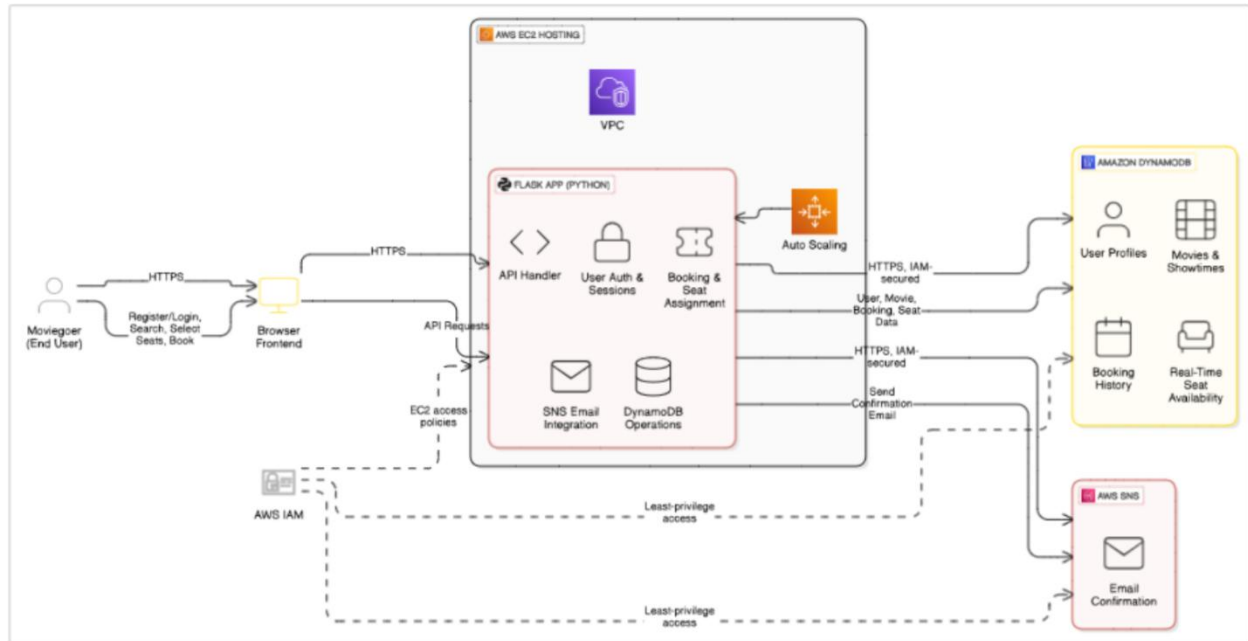 AWS EC2 HOSTING
VPC
FLASK APP (PYTHON)
API Handler
User Auth &
Sessions
Booking &
Seat
Assignment
SNS Email
Integration
DynamoDB
Operations
Auto Scaling
HTTPS
Moviegoer
(End User)
Register/Login,
Search, Select
Seats, Book
Browser
Frontend
HTTPS
API Requests
EC2 access
policies
AWS IAM
HTTPS, IAM-
secured
User, Movie,
Booking, Seat
Data
HTTPS, IAM-
secured
Send
Confirmation
Email
Least-privilege
access
Least-privilege
access
AMAZON DYNAMODB
User Profiles
Movies &
Showtimes
Booking
History
Real-Time
Seat
Availability
AWS SNS
Email
Confirmation